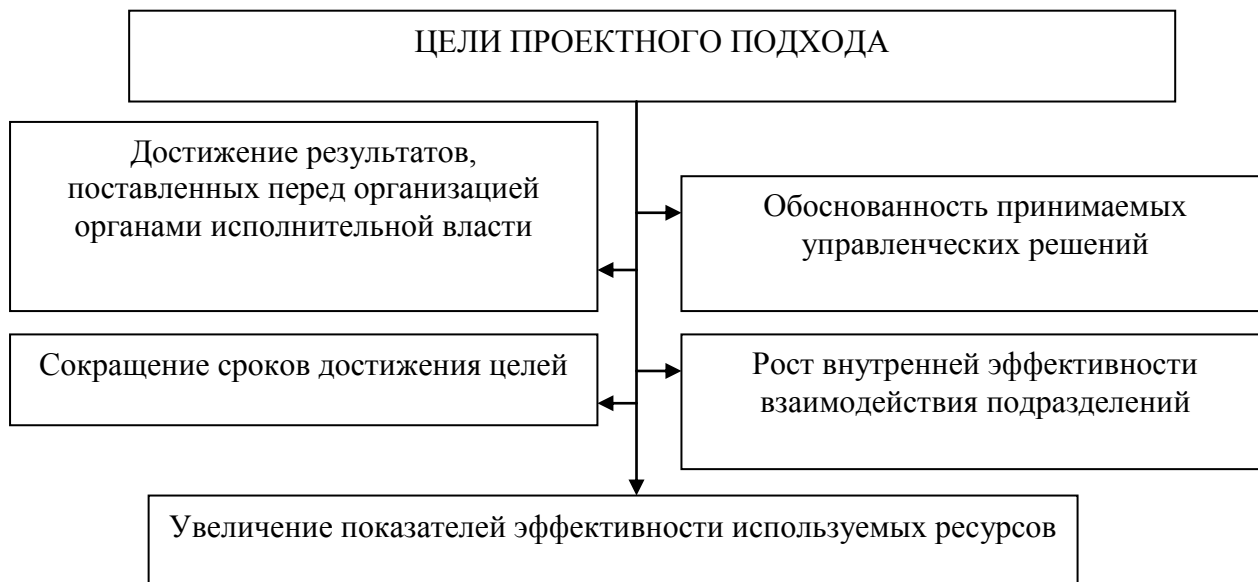 ЦЕЛИ ПРОЕКТНОГО ПОДХОДА
Достижение результатов,
поставленных перед организацией
органами исполнительной власти
Обоснованность принимаемых
управленческих решений
Сокращение сроков достижения целей
Рост внутренней эффективности
взаимодействия подразделений
Увеличение показателей эффективности используемых ресурсов